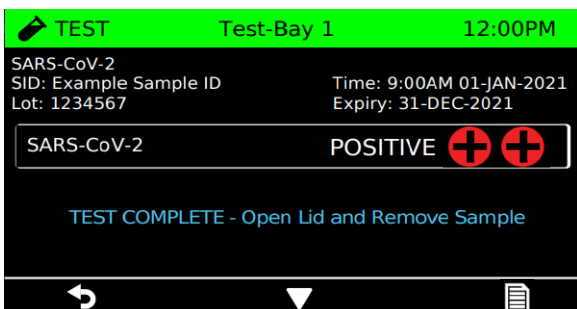 TEST Test-Bay 1 12:00PM
SARS-CoV-2
SID: Example Sample ID Time: 9:00AM 01-JAN-2021
Lot: 1234567 Expiry: 31-DEC-2021
SARS-CoV-2 POSITIVE
TEST COMPLETE - Open Lid and Remove Sample